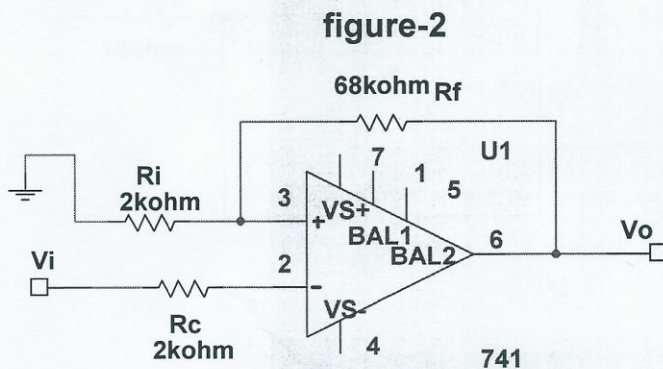 figure-2
68kohm Rf
U1
7
1
5
Ri
2kohm
3
+
VS+
BAL1
BAL2
6
Vo
Vi
2
-
VS-
Rc
2kohm
4
741